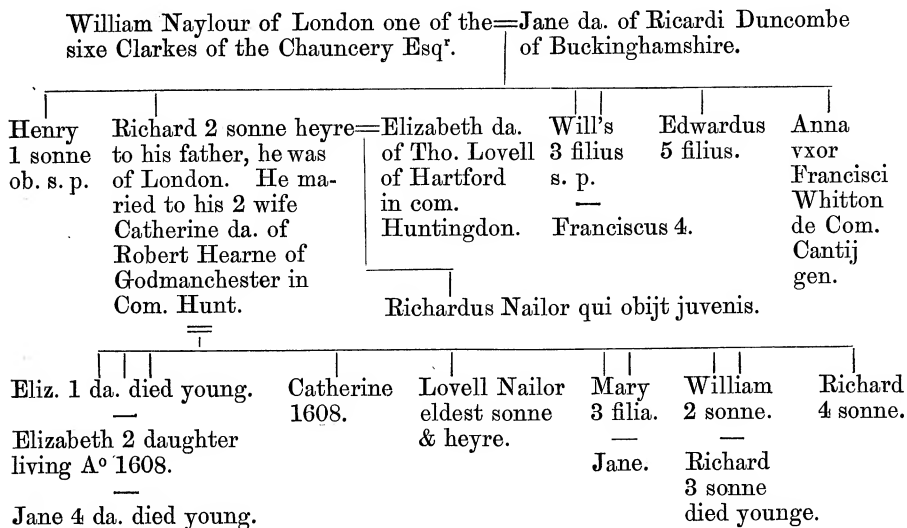 William Naylour of London one of the=Jane da. of Ricardi Duncombe
sixe Clarkes of the Chauncery Esqʳ. of Buckinghamshire.
Henry
1 sonne
ob. s. p.
Richard 2 sonne heyre=Elizabeth da.
to his father, he was
of London. He ma-
ried to his 2 wife
Catherine da. of
Robert Hearne of
Godmanchester in
Com. Hunt.
of Tho. Lovell
of Hartford
in com.
Huntingdon.
Will's
3 filius
s. p.
Franciscus 4.
Edwardus
5 filius.
Anna
vxor
Francisci
Whitton
de Com.
Cantij
gen.
Richardus Nailor qui obijt juvenis.
Eliz. 1 da. died young.
Elizabeth 2 daughter
living Aº 1608.
Jane 4 da. died young.
Catherine
1608.
Lovell Nailor
eldest sonne
& heyre.
Mary
3 filia.
Jane.
William
2 sonne.
Richard
3 sonne
died younge.
Richard
4 sonne.